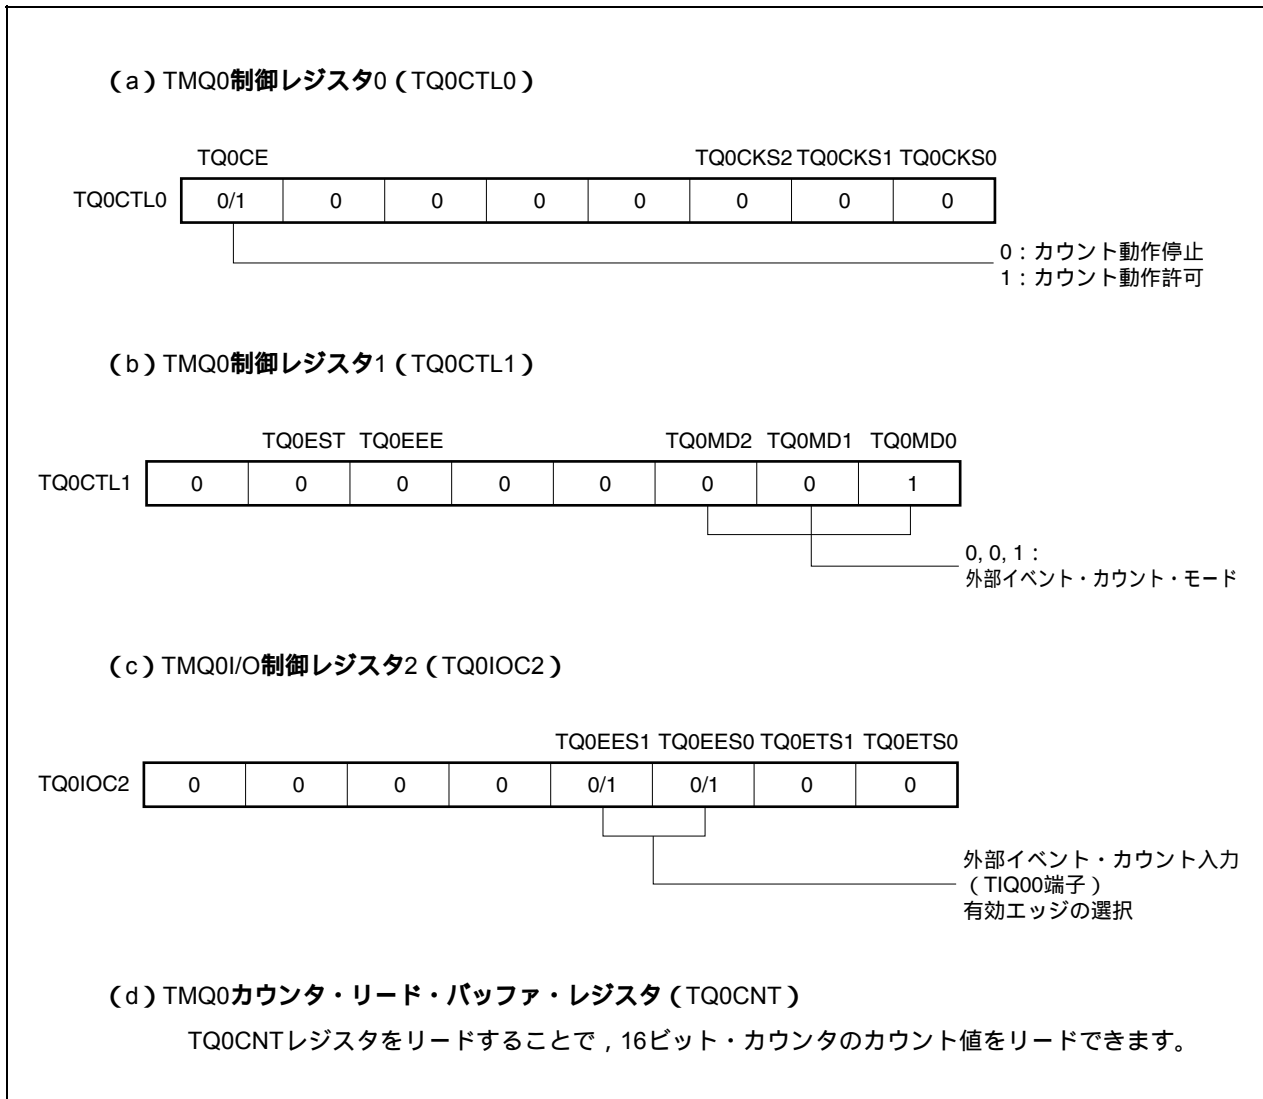 (a)TMQ0制御レジスタ0(TQ0CTL0)
TQ0CE TQ0CKS2 TQ0CKS1 TQ0CKS0
TQ0CTL0 0/1 0 0 0 0 0 0 0
0:カウント動作停止
1:カウント動作許可
(b)TMQ0制御レジスタ1(TQ0CTL1)
TQ0EST TQ0EEE TQ0MD2 TQ0MD1 TQ0MD0
TQ0CTL1 0 0 0 0 0 0 0 1
0, 0, 1:
外部イベント・カウント・モード
(c)TMQ0I/O制御レジスタ2(TQ0IOC2)
TQ0EES1 TQ0EES0 TQ0ETS1 TQ0ETS0
TQ0IOC2 0 0 0 0 0/1 0/1 0 0
外部イベント・カウント入力
(TIQ00端子)
有効エッジの選択
(d)TMQ0カウンタ・リード・バッファ・レジスタ(TQ0CNT)
TQ0CNTレジスタをリードすることで,16ビット・カウンタのカウント値をリードできます。